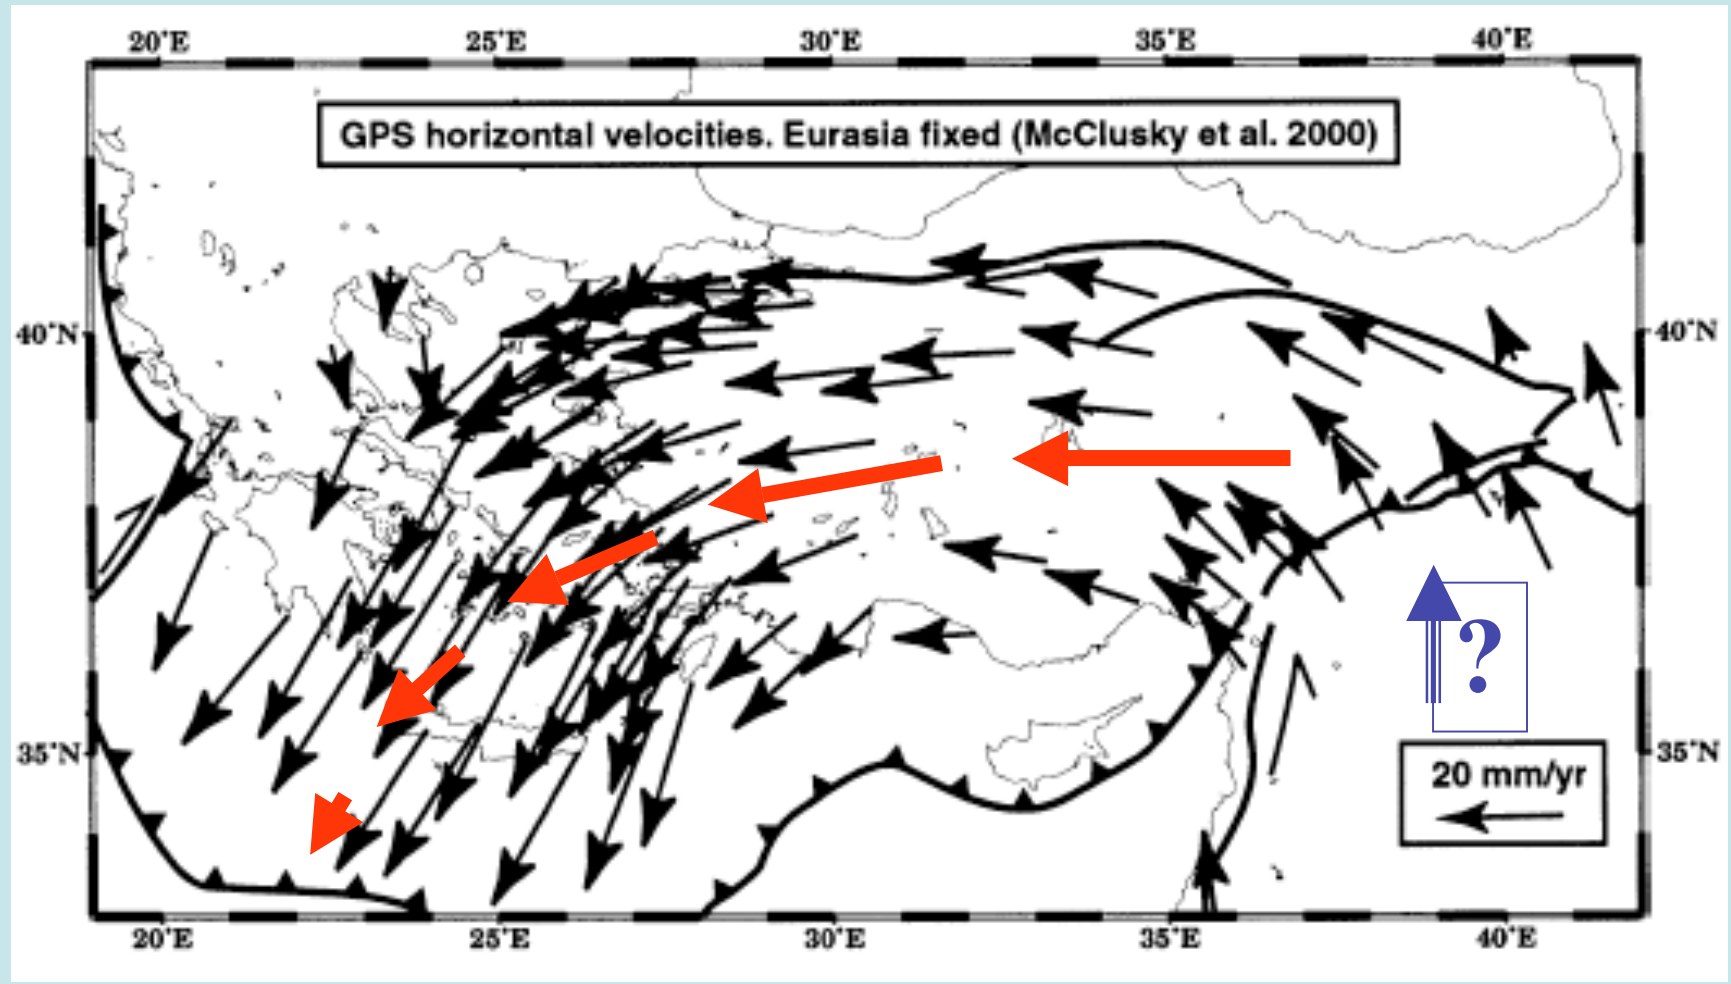 20°E 25°E 30°E 35°E 40°E
GPS horizontal velocities. Eurasia fixed (McClusky et al. 2000)
40°N 40°N
?
35°N 35°N
20 mm/yr
20°E 25°E 30°E 35°E 40°E